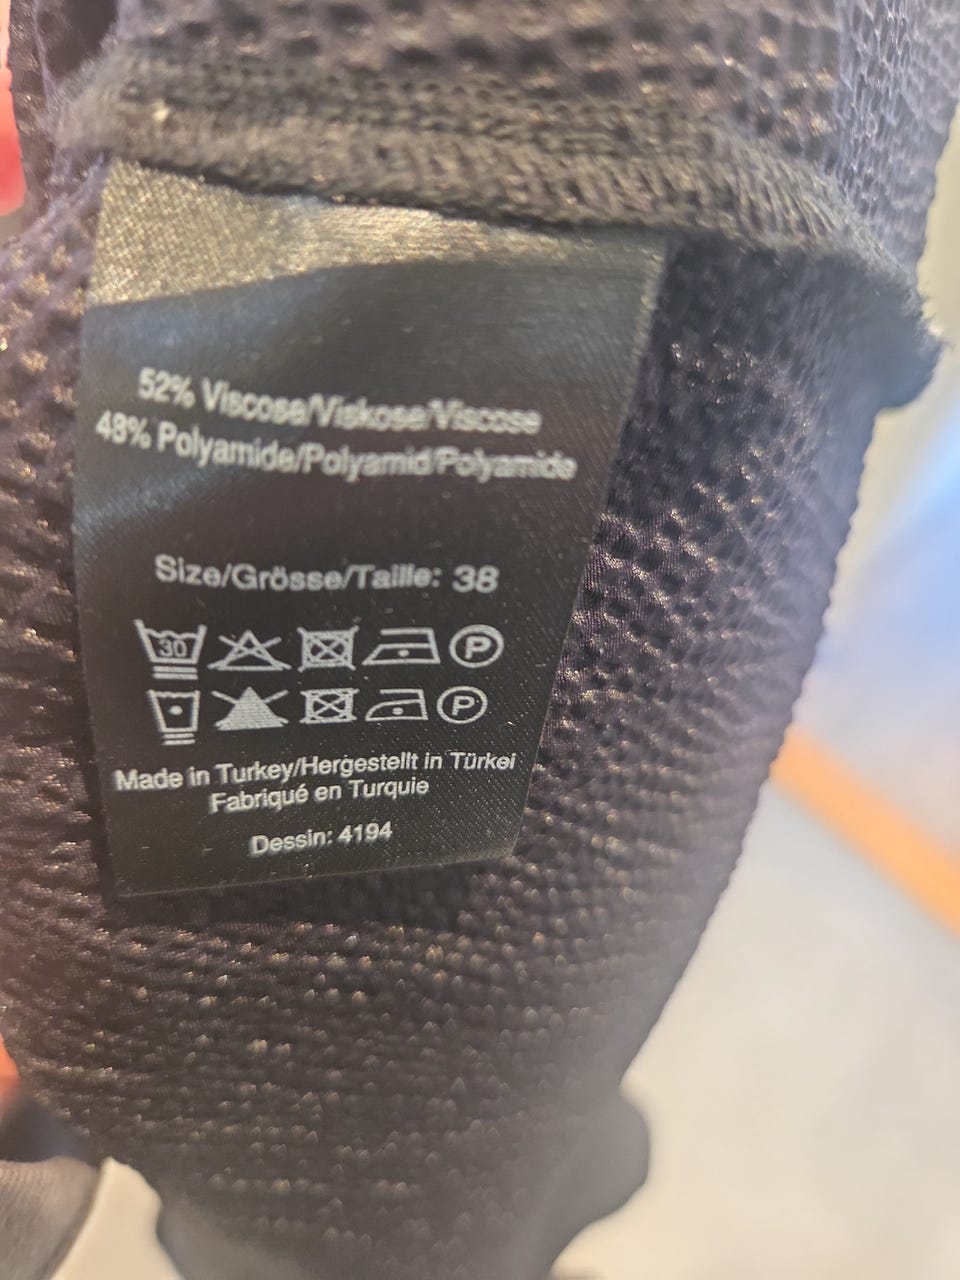 52% Viscose/Viskose/Viscose
48% Polyamide/Polyamid/Polyamide
Size/Grösse/Taille: 38
30 P
P
Made in Turkey/Hergestellt in Türkei
Fabriqué en Turquie
Dessin: 4194